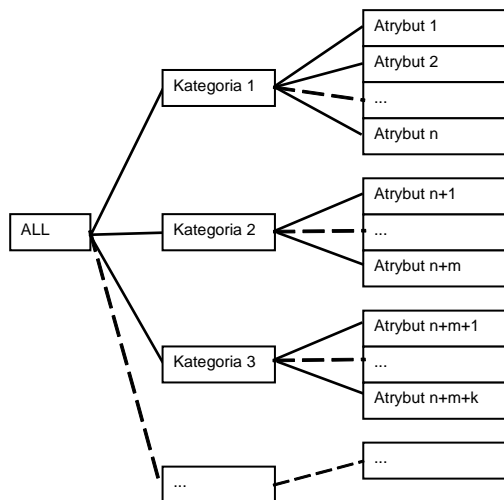 ALL
Kategoria 1
Atrybut 1
Atrybut 2
...
Atrybut n
Kategoria 2
Atrybut n+1
...
Atrybut n+m
Kategoria 3
Atrybut n+m+1
...
Atrybut n+m+k
...
...